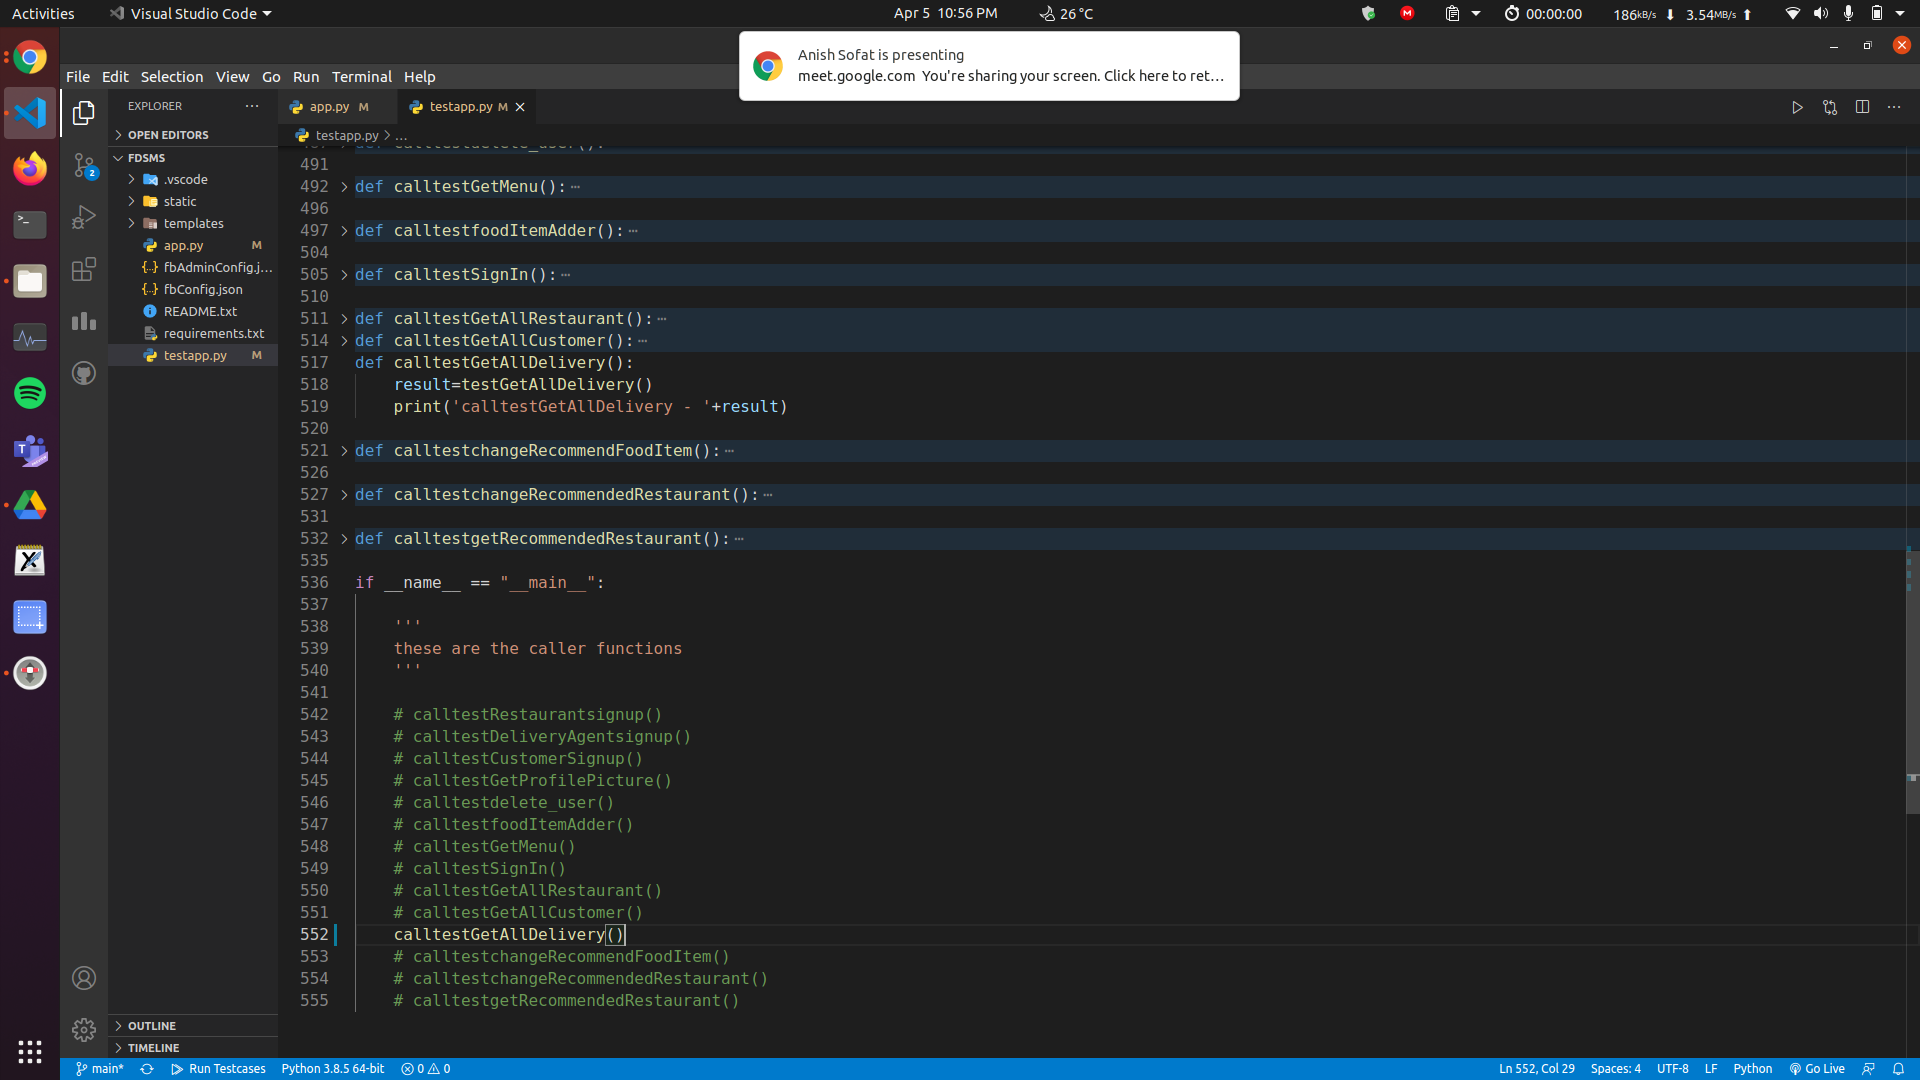 Activities
Visual Studio Code
Apr 5 10:56 PM
26 °C
00:00:00
186kB/s
3.54MB/s
Anish Sofat is presenting
meet.google.com You're sharing your screen. Click here to ret...
File Edit Selection View Go Run Terminal Help
EXPLORER
OPEN EDITORS
FDSMS
.vscode
static
templates
app.py M
fbAdminConfig.j...
fbConfig.json
README.txt
requirements.txt
testapp.py M
OUTLINE
TIMELINE
2
app.py M
testapp.py M
testapp.py > ...
491
492 def calltestGetMenu():
496
497 def calltestfoodItemAdder():
504
505 def calltestSignIn():
510
511 def calltestGetAllRestaurant():
514 def calltestGetAllCustomer():
517 def calltestGetAllDelivery():
518 result=testGetAllDelivery()
519 print('calltestGetAllDelivery - '+result)
520
521 def calltestchangeRecommendFoodItem():
526
527 def calltestchangeRecommendedRestaurant():
531
532 def calltestgetRecommendedRestaurant():
535
536 if __name__ == "__main__":
537
538 '''
539 these are the caller functions
540 '''
541
542 # calltestRestaurantsignup()
543 # calltestDeliveryAgentsignup()
544 # calltestCustomerSignup()
545 # calltestGetProfilePicture()
546 # calltestdelete_user()
547 # calltestfoodItemAdder()
548 # calltestGetMenu()
549 # calltestSignIn()
550 # calltestGetAllRestaurant()
551 # calltestGetAllCustomer()
552 calltestGetAllDelivery()
553 # calltestchangeRecommendFoodItem()
554 # calltestchangeRecommendedRestaurant()
555 # calltestgetRecommendedRestaurant()
main* Run Testcases Python 3.8.5 64-bit 0 0
Ln 552, Col 29 Spaces: 4 UTF-8 LF Python Go Live